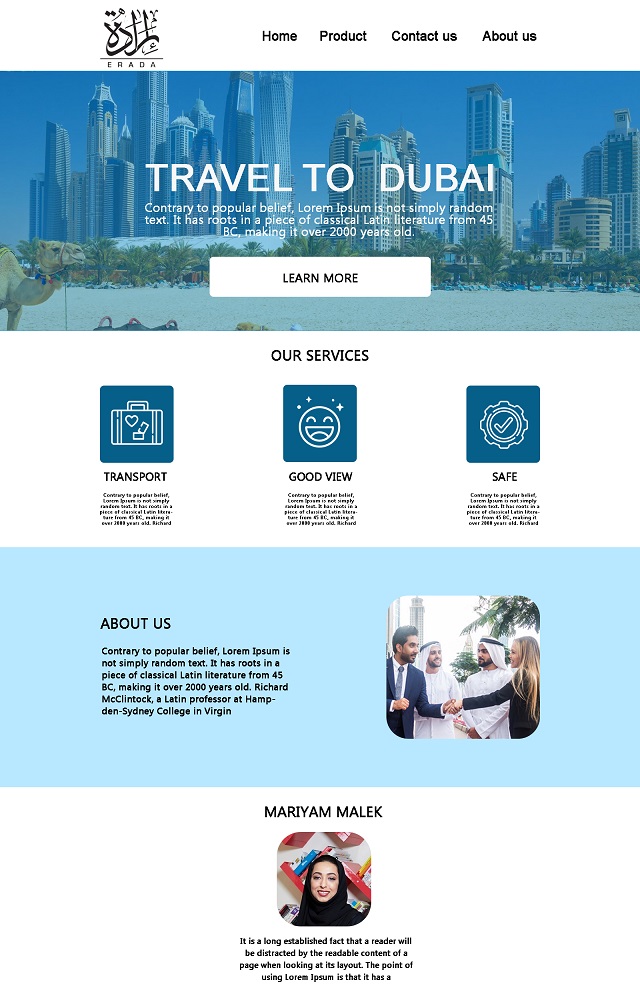 إرادة
ERADA
Home Product Contact us About us
TRAVEL TO DUBAI
Contrary to popular belief, Lorem Ipsum is not simply random
text. It has roots in a piece of classical Latin literature from 45
BC, making it over 2000 years old.
LEARN MORE
OUR SERVICES
TRANSPORT
Contrary to popular belief,
Lorem Ipsum is not simply
random text. It has roots in a
piece of classical Latin litera-
ture from 45 BC, making it
over 2000 years old. Richard
GOOD VIEW
Contrary to popular belief,
Lorem Ipsum is not simply
random text. It has roots in a
piece of classical Latin litera-
ture from 45 BC, making it
over 2000 years old. Richard
SAFE
Contrary to popular belief,
Lorem Ipsum is not simply
random text. It has roots in a
piece of classical Latin litera-
ture from 45 BC, making it
over 2000 years old. Richard
ABOUT US
Contrary to popular belief, Lorem Ipsum is
not simply random text. It has roots in a
piece of classical Latin literature from 45
BC, making it over 2000 years old. Richard
McClintock, a Latin professor at Hamp-
den-Sydney College in Virgin
MARIYAM MALEK
It is a long established fact that a reader will
be distracted by the readable content of a
page when looking at its layout. The point of
using Lorem Ipsum is that it has a